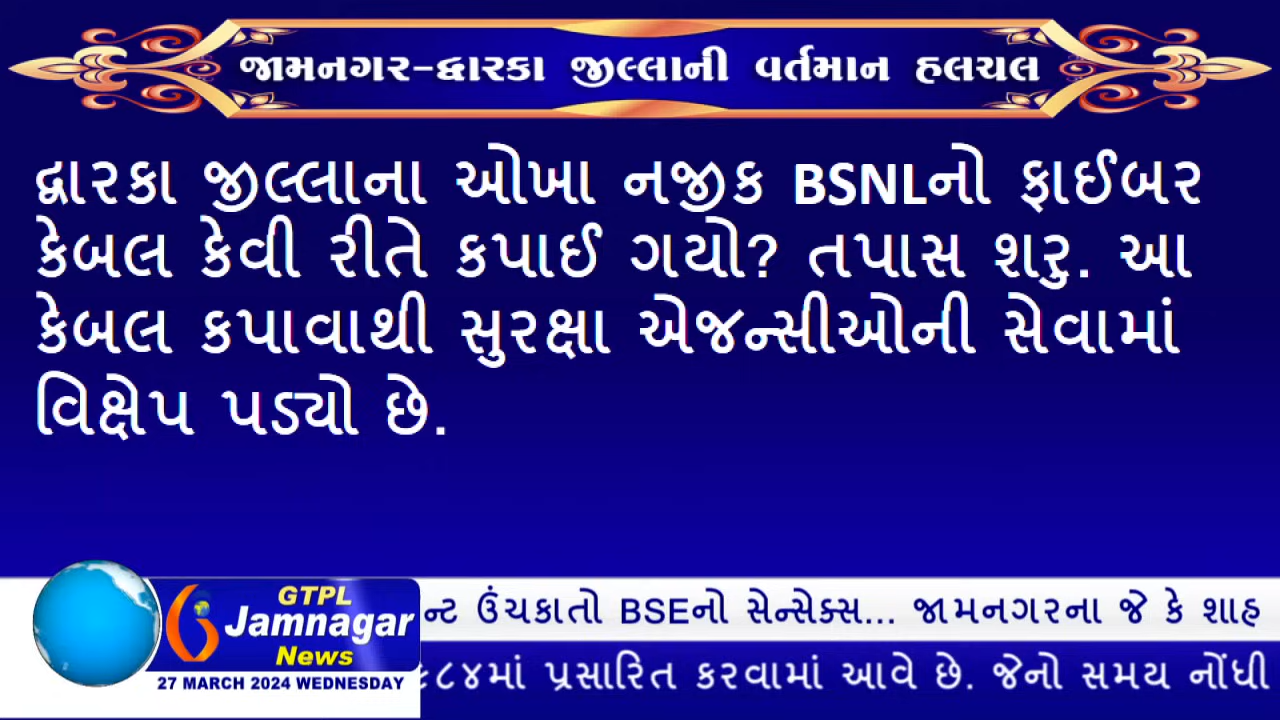 જામનગર-દ્વારકા જીલ્લાની વર્તમાન હલચલ
દ્વારકા જીલ્લાના ઓખા નજીક BSNLનો ફાઈબર
કેબલ કેવી રીતે કપાઈ ગયો? તપાસ શરુ. આ
કેબલ કપાવાથી સુરક્ષા એજન્સીઓની સેવામાં
વિક્ષેપ પડ્યો છે.
GTPL
Jamnagar
News
27 MARCH 2024 WEDNESDAY
ન્ટ ઉંચકાતો BSEનો સેન્સેક્સ... જામનગરના જે કે શાહ
૮૪માં પ્રસારિત કરવામાં આવે છે. જેનો સમય નોંધી